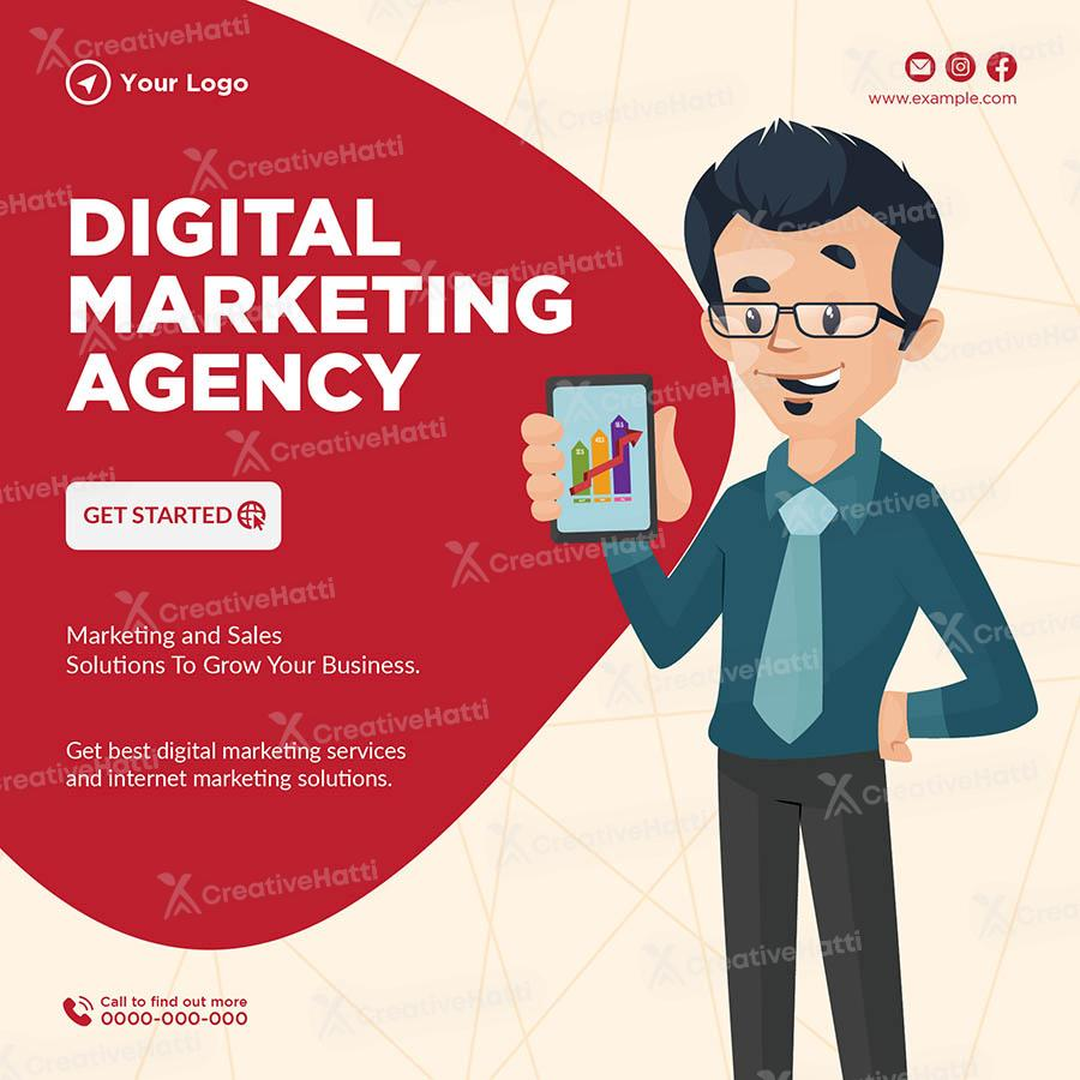 Your Logo
www.example.com
DIGITAL
MARKETING
AGENCY
GET STARTED
Marketing and Sales
Solutions To Grow Your Business.
Get best digital marketing services
and internet marketing solutions.
Call to find out more
0000-000-000
CreativeHatti